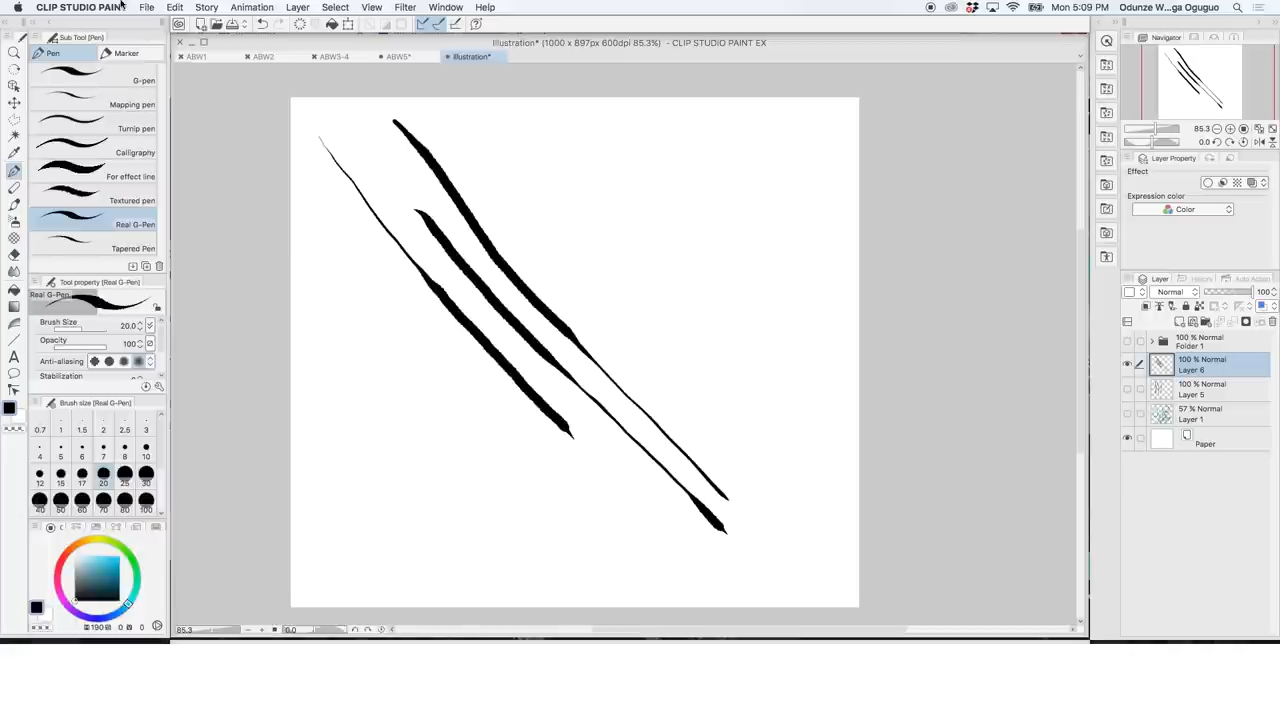 CLIP STUDIO PAINT File Edit Story Animation Layer Select View Filter Window Help Mon 5:09 PM Odunze W...ga Oguguo
Sub Tool [Pen]
Illustration* (1000 x 897px 600dpi 85.3%) - CLIP STUDIO PAINT EX
Navigator
Pen Marker
ABW1 ABW2 ABW3-4 ABW5* Illustration*
G-pen
Mapping pen
Turnip pen
Calligraphy
For effect line
Textured pen
Real G-Pen
Tapered Pen
85.3
0.0
Layer Property
Effect
Expression color
Color
Tool property [Real G-Pen]
Real G-Pen
Brush Size 20.0
Opacity 100
Anti-aliasing
Stabilization
Layer History Auto Action
Normal 100
100 % Normal
Folder 1
100 % Normal
Layer 6
100 % Normal
Layer 5
57 % Normal
Layer 1
Paper
Brush size [Real G-Pen]
0.7 1 1.5 2 2.5 3
4 5 6 7 8 10
12 15 17 20 25 30
40 50 60 70 80 100
190 0 0
85.3 0.0